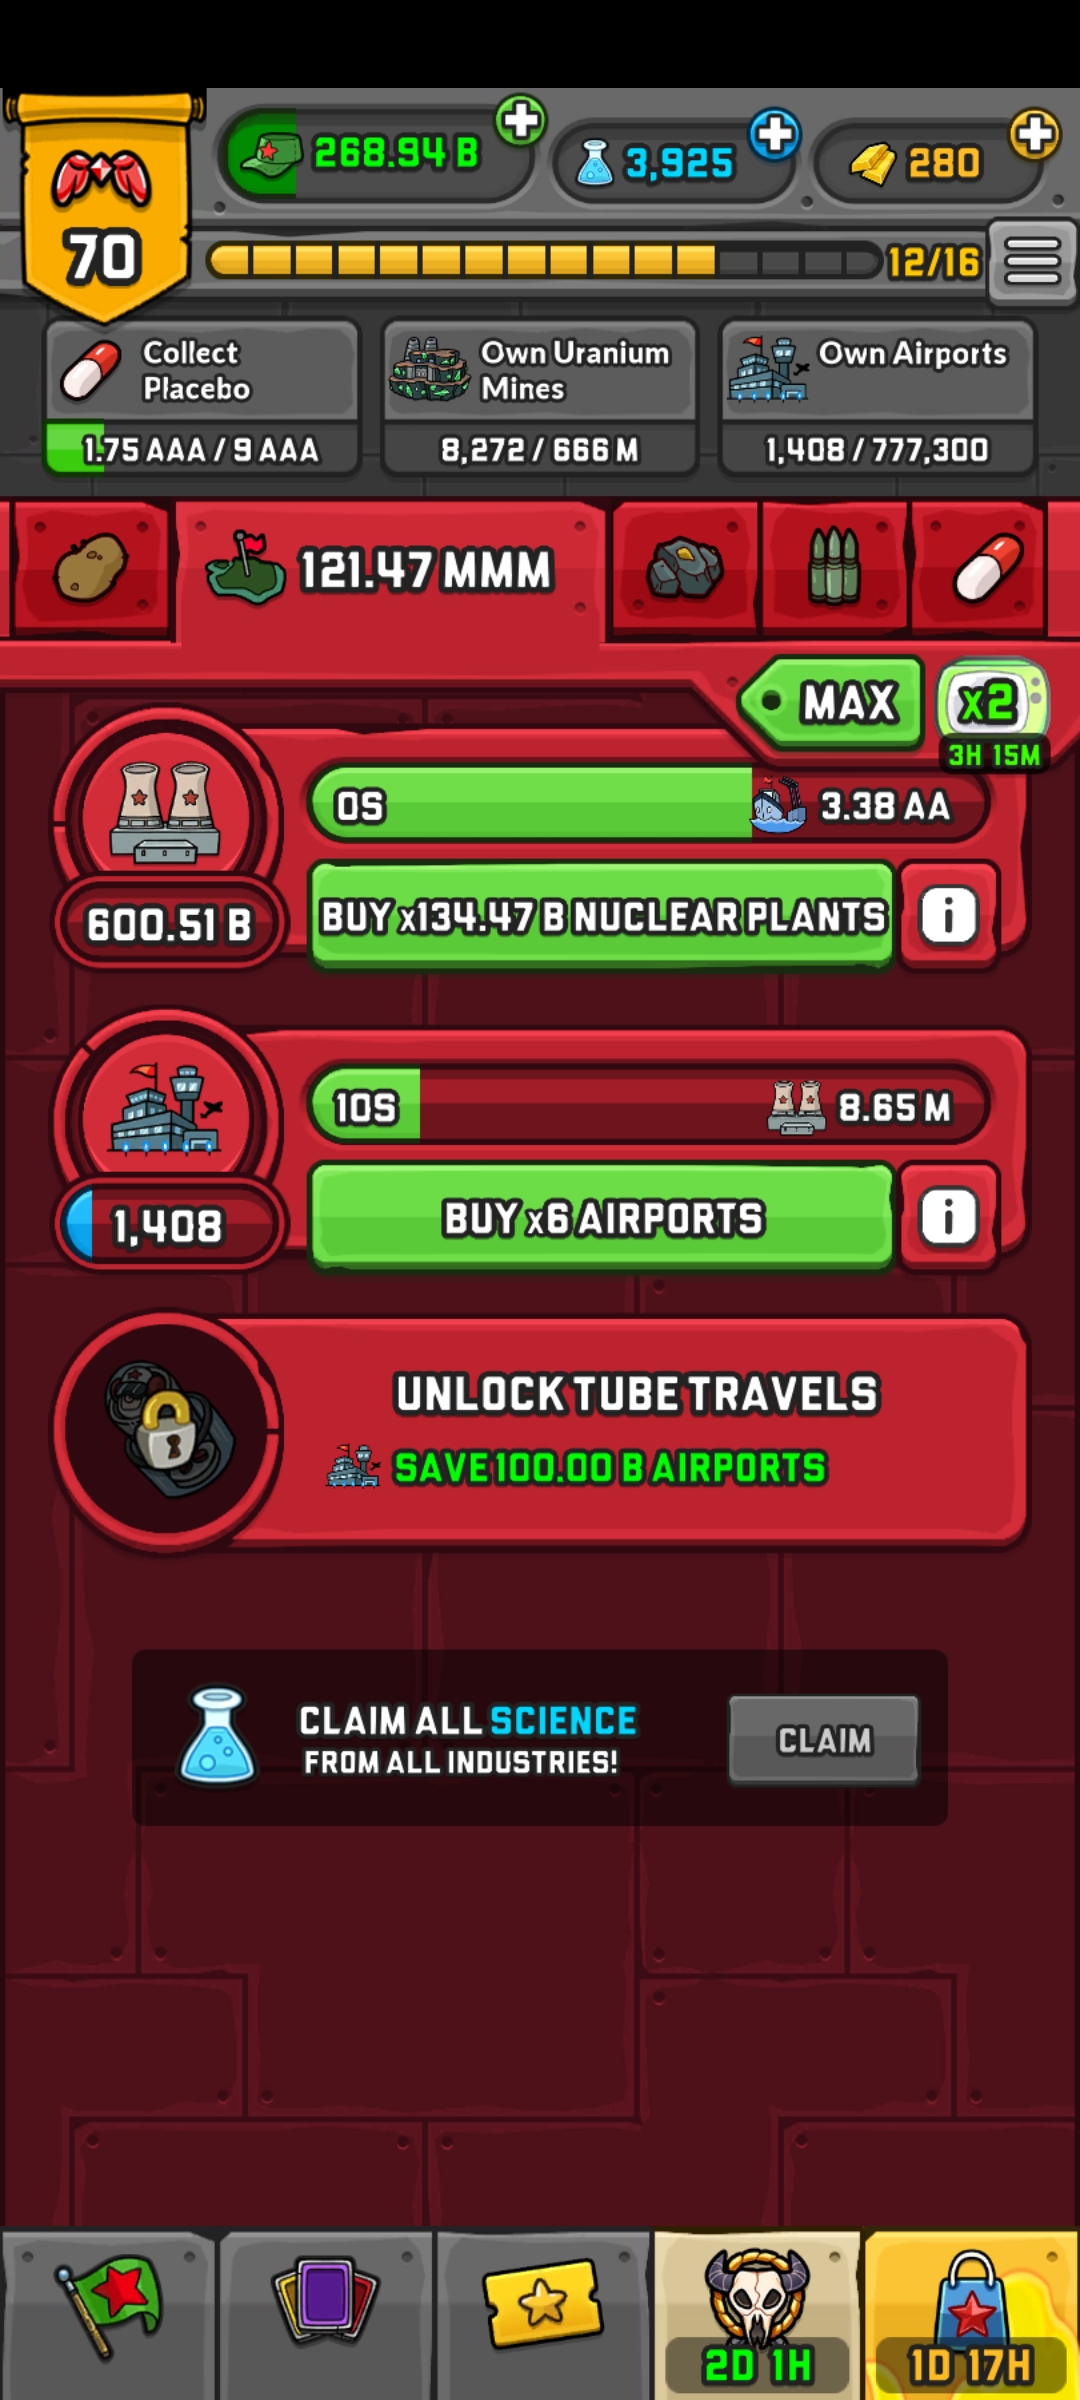 268.94 B
3,925
280
70
12/16
Collect
Placebo
1.75 AAA / 9 AAA
Own Uranium
Mines
8,272 / 666 M
Own Airports
1,408 / 777,300
121.47 MMM
MAX
x2
3H 15M
0S
3.38 AA
600.51 B
BUY x134.47 B NUCLEAR PLANTS
i
10S
8.65 M
1,408
BUY x6 AIRPORTS
i
UNLOCK TUBE TRAVELS
SAVE 100.00 B AIRPORTS
CLAIM ALL SCIENCE
FROM ALL INDUSTRIES!
CLAIM
2D 1H
1D 17H